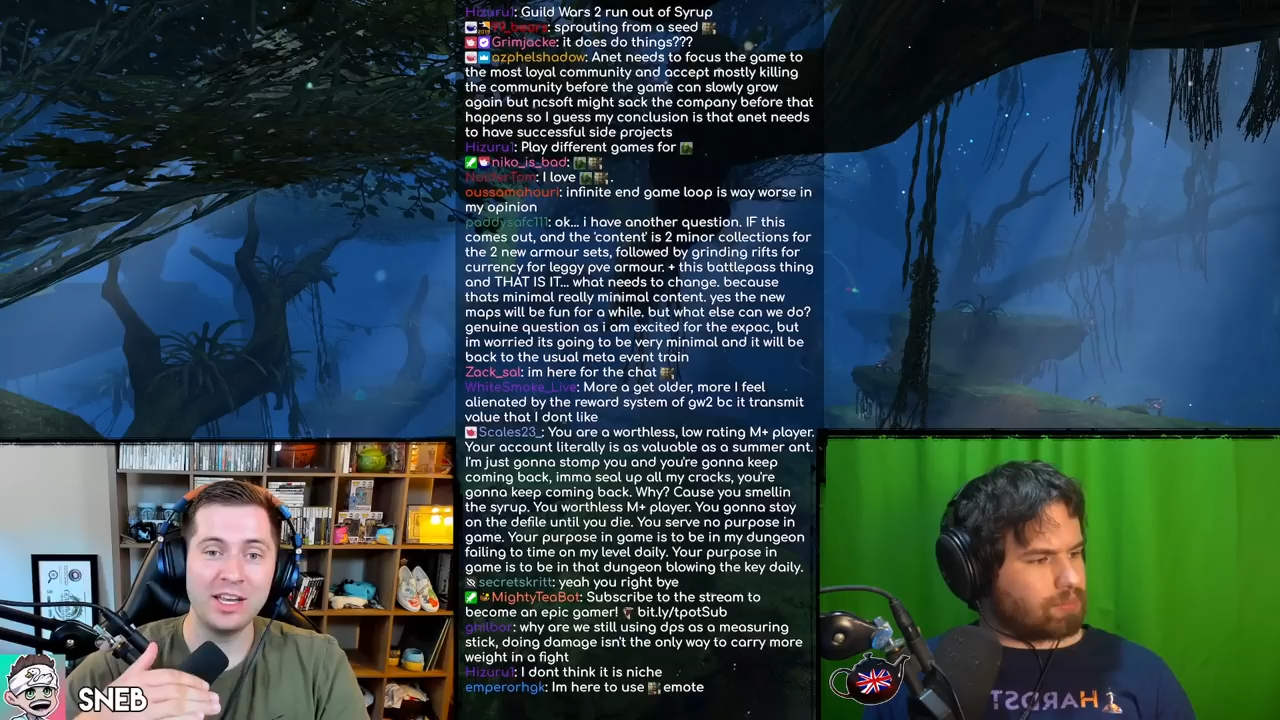 Hizuru1: Guild Wars 2 run out of Syrup
sprouting from a seed
Grimjacke: it does do things???
azphelshadow: Anet needs to focus the game to
the most loyal community and accept mostly killing
the community before the game can slowly grow
again but ncsoft might sack the company before that
happens so I guess my conclusion is that anet needs
to have successful side projects
Hizuru1: Play different games for
niko_is_bad:
I love .
oussamahouri: infinite end game loop is way worse in
my opinion
paddysafc111: ok... i have another question. IF this
comes out, and the 'content' is 2 minor collections for
the 2 new armour sets, followed by grinding rifts for
currency for leggy pve armour. + this battlepass thing
and THAT IS IT... what needs to change. because
thats minimal really minimal content. yes the new
maps will be fun for a while. but what else can we do?
genuine question as i am excited for the expac, but
im worried its going to be very minimal and it will be
back to the usual meta event train
Zack_sal: im here for the chat
WhiteSmoke_Live: More a get older, more I feel
alienated by the reward system of gw2 bc it transmit
value that I dont like
Scales23_: You are a worthless, low rating M+ player.
Your account literally is as valuable as a summer ant.
I'm just gonna stomp you and you're gonna keep
coming back, imma seal up all my cracks, you're
gonna keep coming back. Why? Cause you smellin
the syrup. You worthless M+ player. You gonna stay
on the defile until you die. You serve no purpose in
game. Your purpose in game is to be in my dungeon
failing to time on my level daily. Your purpose in
game is to be in that dungeon blowing the key daily.
secretskritt: yeah you right bye
MightyTeaBot: Subscribe to the stream to
become an epic gamer! bit.ly/tpotSub
ghilbor: why are we still using dps as a measuring
stick, doing damage isn't the only way to carry more
weight in a fight
Hizuru1: I dont think it is niche
emperorhgk: Im here to use emote
SNEB
HARDST